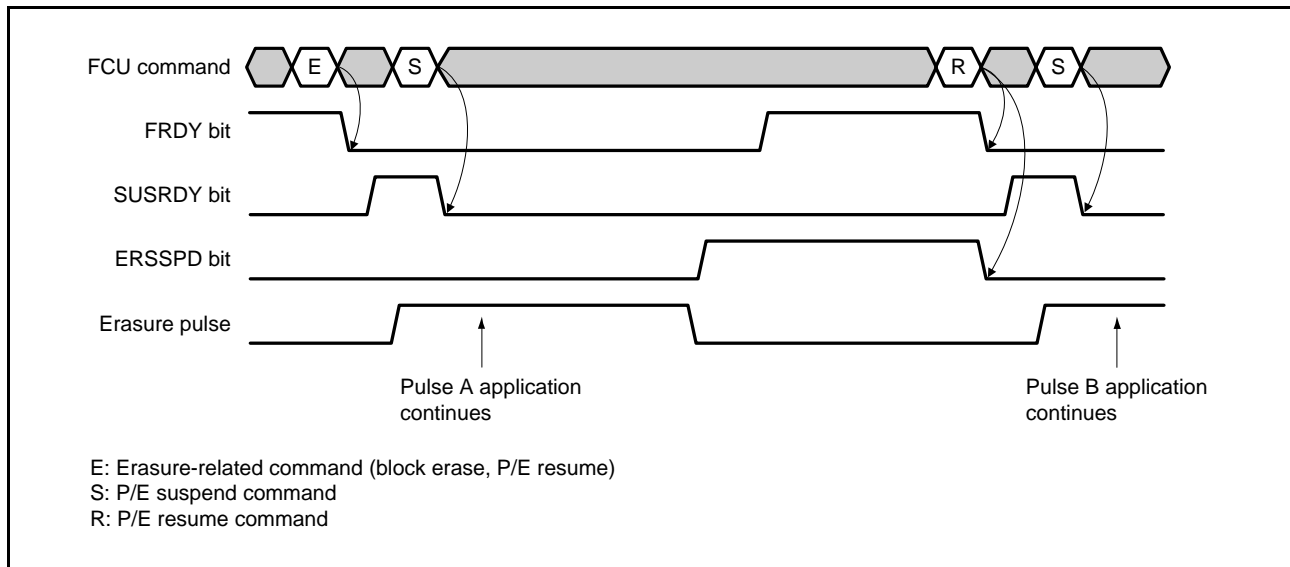 FCU command
E
S
R
S
FRDY bit
SUSRDY bit
ERSSPD bit
Erasure pulse
Pulse A application
continues
Pulse B application
continues
E: Erasure-related command (block erase, P/E resume)
S: P/E suspend command
R: P/E resume command